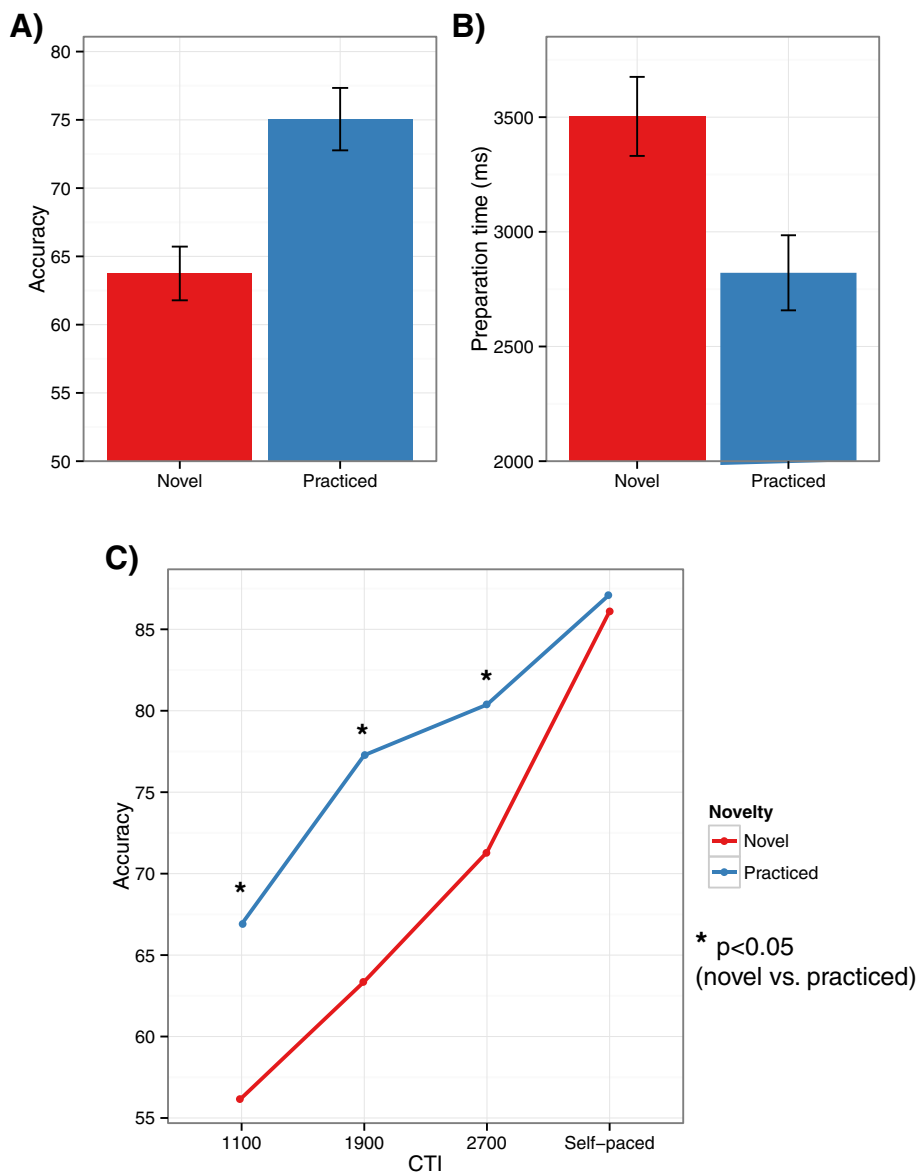 A)
80
75
70
65
60
55
50
Accuracy
Novel Practiced
B)
3500
3000
2500
2000
Preparation time (ms)
Novel Practiced
C)
85
80
75
70
65
60
55
Accuracy
*
*
*
1100 1900 2700 Self−paced
CTI
Novelty
Novel
Practiced
* p<0.05
(novel vs. practiced)